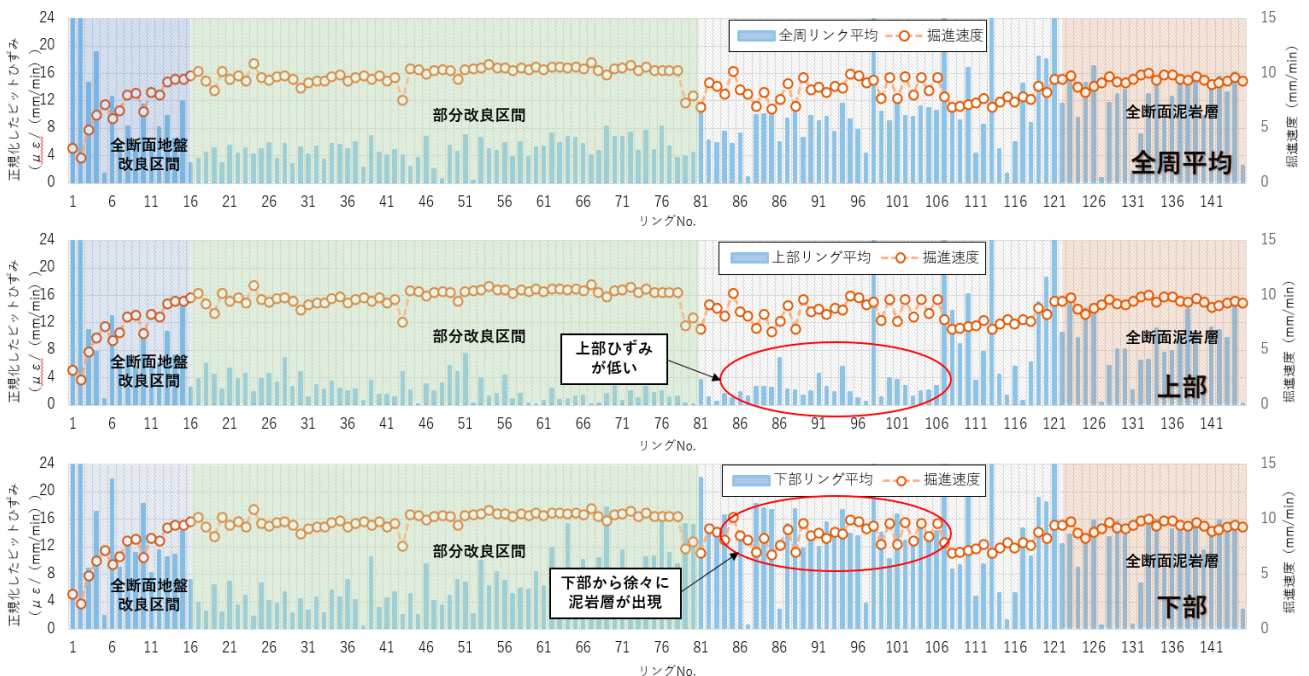 全周リング平均
掘進速度
24
20
16
12
8
4
0
15
10
5
0
正規化したビットひずみ
(με/(mm/min))
掘進速度(mm/min)
全断面地盤
改良区間
部分改良区間
全断面泥岩層
全周平均
1 6 11 16 21 26 31 36 41 46 51 56 61 66 71 76 81 86 91 96 101 106 111 116 121 126 131 136 141
リングNo.
上部リング平均
掘進速度
24
20
16
12
8
4
0
15
10
5
0
正規化したビットひずみ
(με/(mm/min))
掘進速度(mm/min)
全断面地盤
改良区間
部分改良区間
上部ひずみ
が低い
全断面泥岩層
上部
1 6 11 16 21 26 31 36 41 46 51 56 61 66 71 76 81 86 91 96 101 106 111 116 121 126 131 136 141
リングNo.
下部リング平均
掘進速度
24
20
16
12
8
4
0
15
10
5
0
正規化したビットひずみ
(με/(mm/min))
掘進速度(mm/min)
全断面地盤
改良区間
部分改良区間
下部から徐々に
泥岩層が出現
全断面泥岩層
下部
1 6 11 16 21 26 31 36 41 46 51 56 61 66 71 76 81 86 91 96 101 106 111 116 121 126 131 136 141
リングNo.